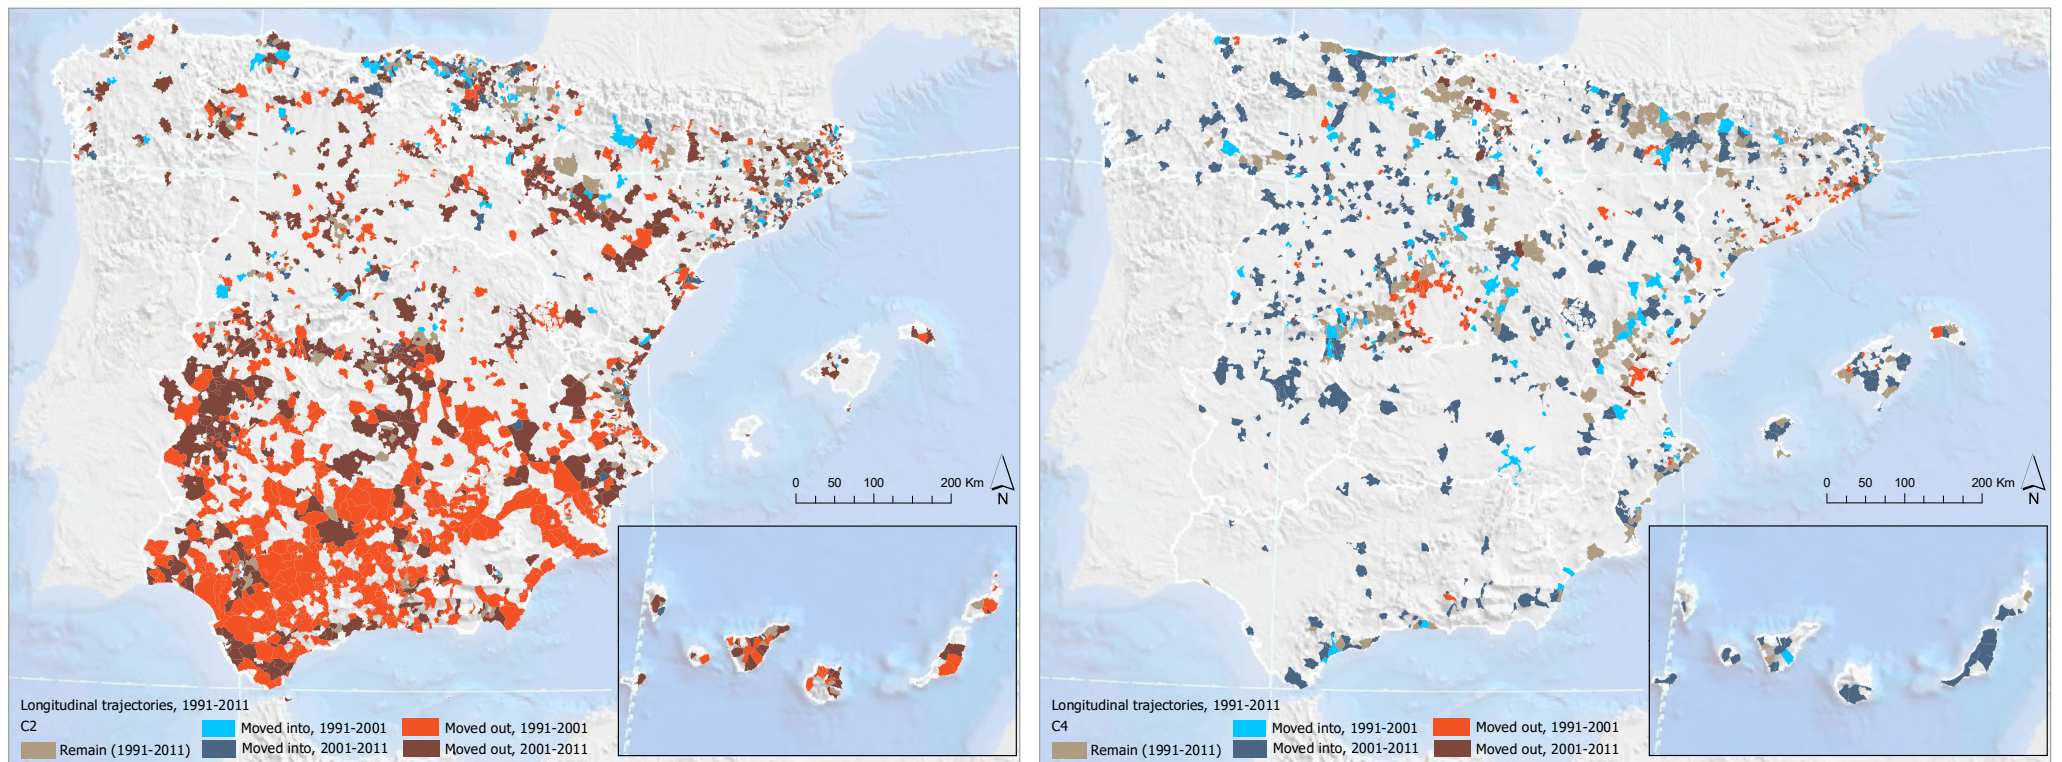 0 50 100 200 Km
N
Longitudinal trajectories, 1991-2011
C2
Moved into, 1991-2001
Moved out, 1991-2001
Remain (1991-2011)
Moved into, 2001-2011
Moved out, 2001-2011
0 50 100 200 Km
N
Longitudinal trajectories, 1991-2011
C4
Moved into, 1991-2001
Moved out, 1991-2001
Remain (1991-2011)
Moved into, 2001-2011
Moved out, 2001-2011